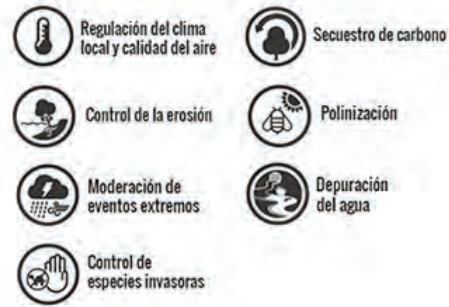 Regulación del clima
local y calidad del aire
Secuestro de carbono
Control de la erosión
Polinización
Moderación de
eventos extremos
Depuración
del agua
Control de
especies invasoras